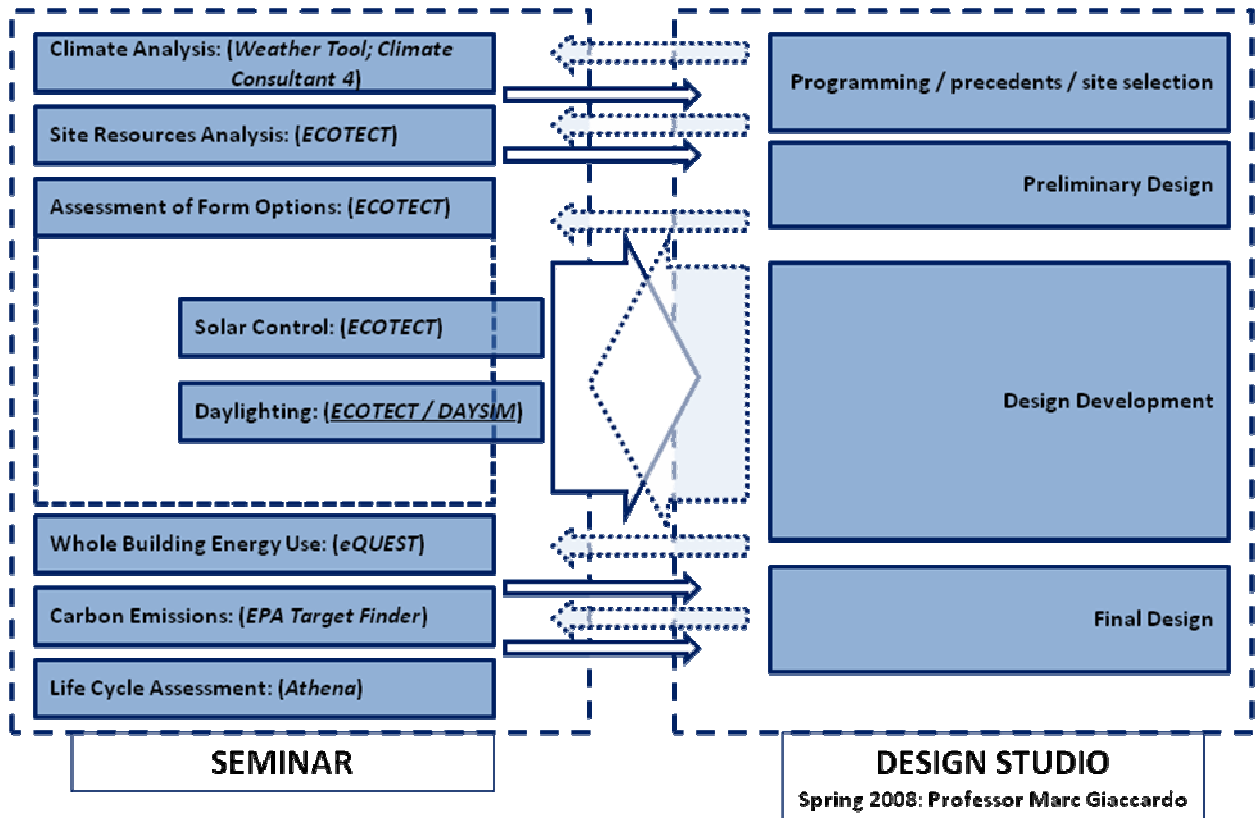 Climate Analysis: (Weather Tool; Climate
Consultant 4)
Site Resources Analysis: (ECOTECT)
Assessment of Form Options: (ECOTECT)
Solar Control: (ECOTECT)
Daylighting: (ECOTECT / DAYSIM)
Whole Building Energy Use: (eQUEST)
Carbon Emissions: (EPA Target Finder)
Life Cycle Assessment: (Athena)
SEMINAR
Programming / precedents / site selection
Preliminary Design
Design Development
Final Design
DESIGN STUDIO
Spring 2008: Professor Marc Giaccardo